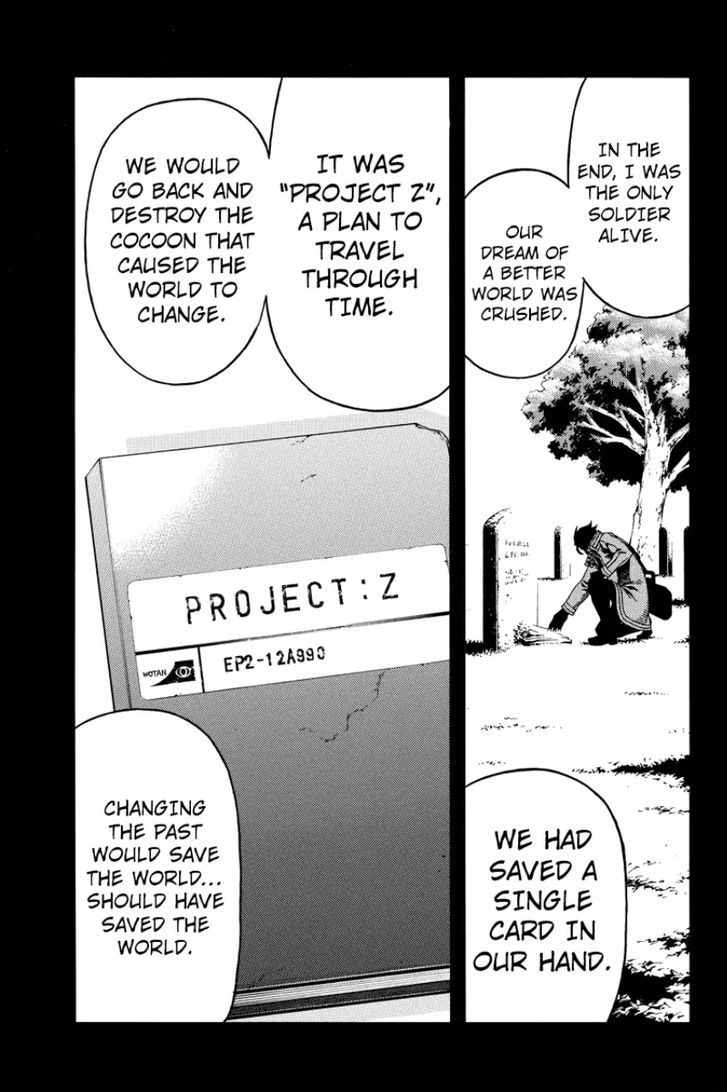 IN THE
END, I WAS
THE ONLY
SOLDIER
ALIVE.
OUR
DREAM OF
A BETTER
WORLD WAS
CRUSHED.
WE HAD
SAVED A
SINGLE
CARD IN
OUR HAND.
IT WAS
"PROJECT Z",
A PLAN TO
TRAVEL
THROUGH
TIME.
WE WOULD
GO BACK AND
DESTROY THE
COCOON THAT
CAUSED THE
WORLD TO
CHANGE.
PROJECT:Z
WOTAN
EP2-12A990
CHANGING
THE PAST
WOULD SAVE
THE WORLD...
SHOULD HAVE
SAVED THE
WORLD.